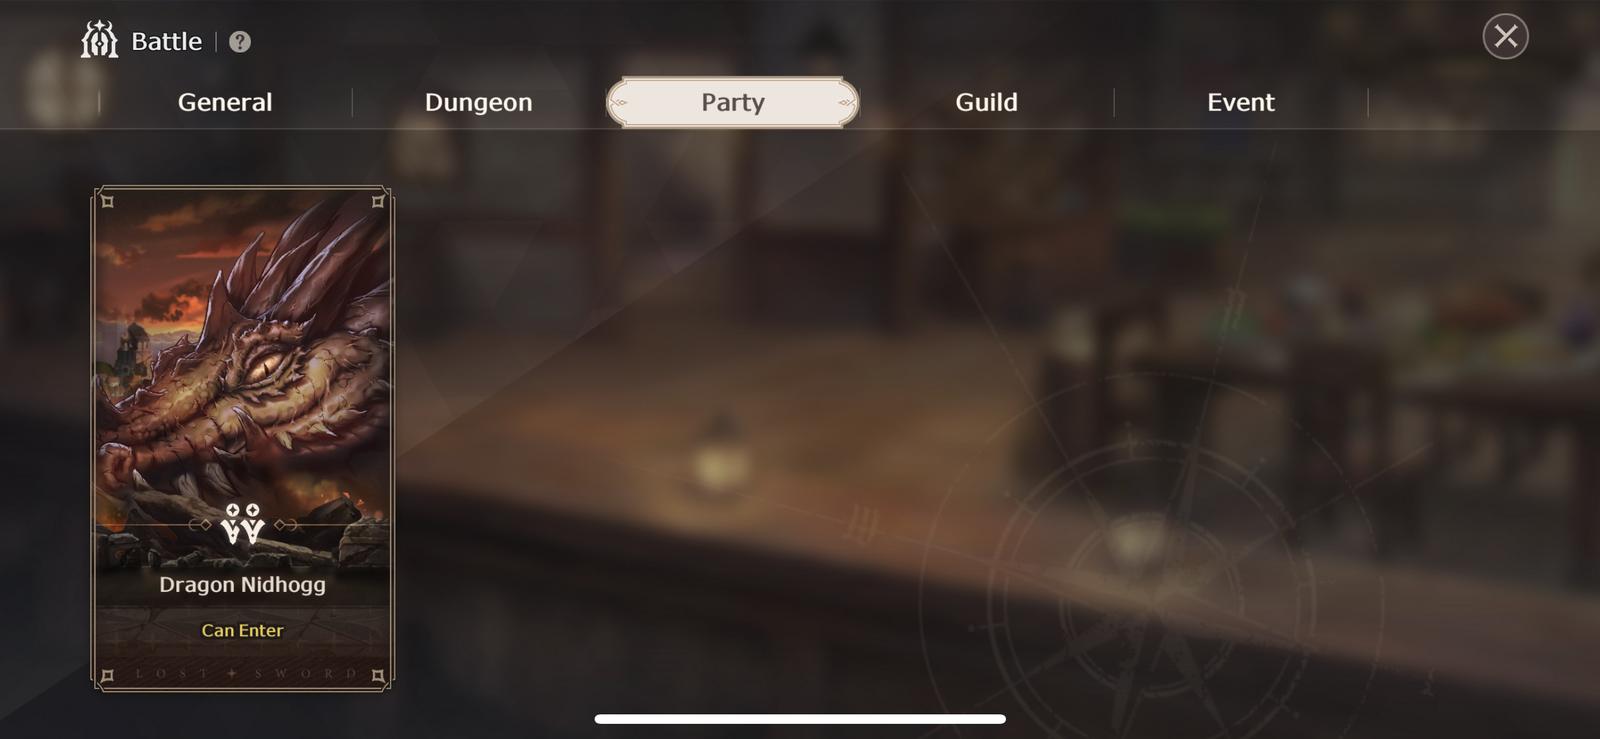 Battle ?
General Dungeon Party Guild Event
Dragon Nidhogg
Can Enter
LOST SWORD